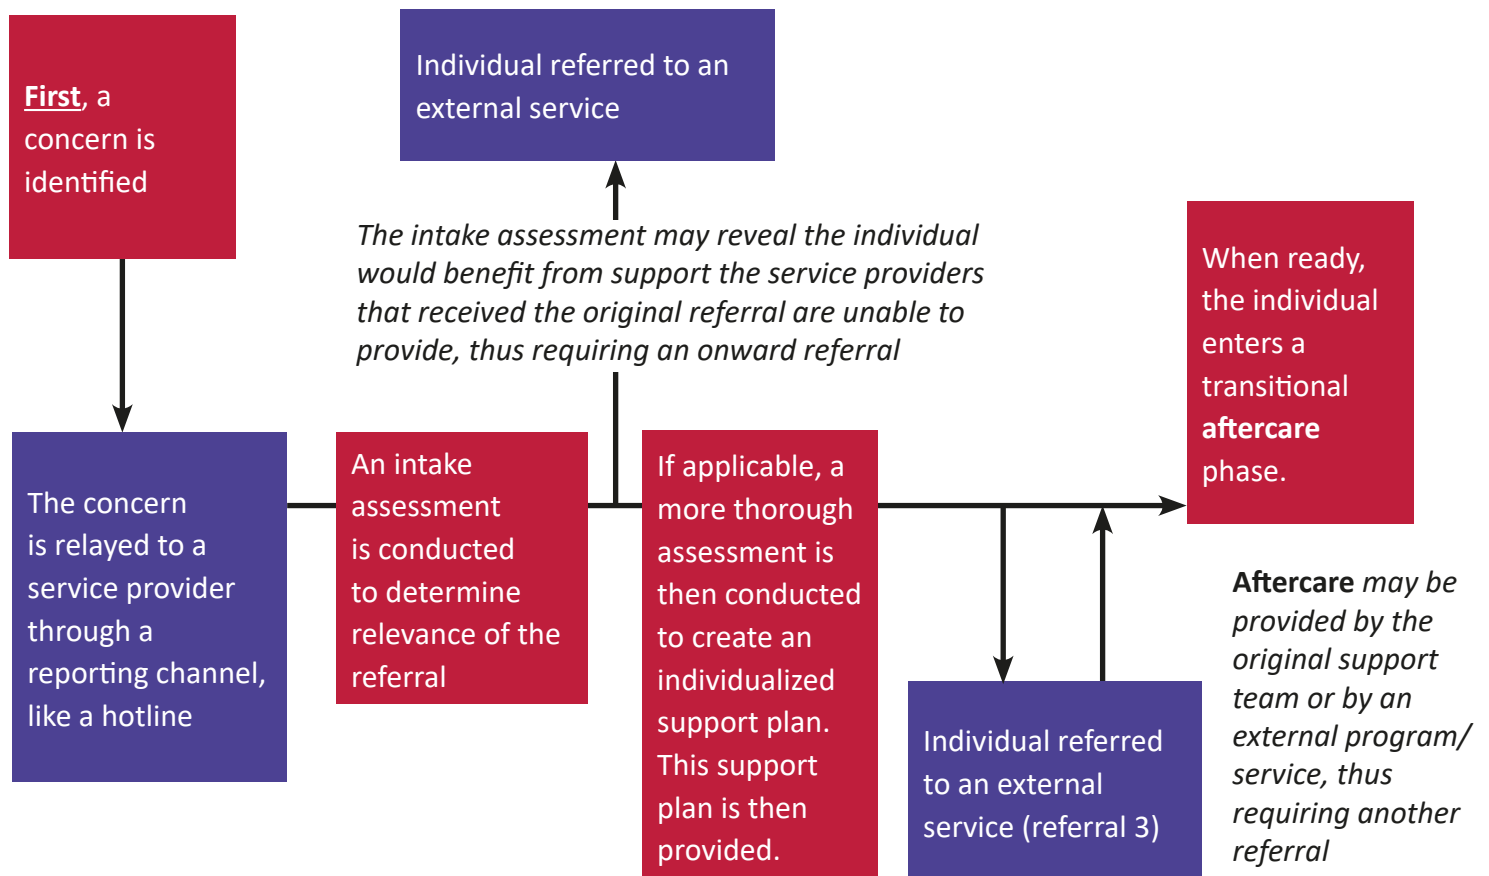 First, a
concern is
identified
Individual referred to an
external service
The intake assessment may reveal the individual
would benefit from support the service providers
that received the original referral are unable to
provide, thus requiring an onward referral
The concern
is relayed to a
service provider
through a
reporting channel,
like a hotline
An intake
assessment
is conducted
to determine
relevance of the
referral
If applicable, a
more thorough
assessment is
then conducted
to create an
individualized
support plan.
This support
plan is then
provided.
Individual referred
to an external
service (referral 3)
When ready,
the individual
enters a
transitional
aftercare
phase.
Aftercare may be
provided by the
original support
team or by an
external program/
service, thus
requiring another
referral